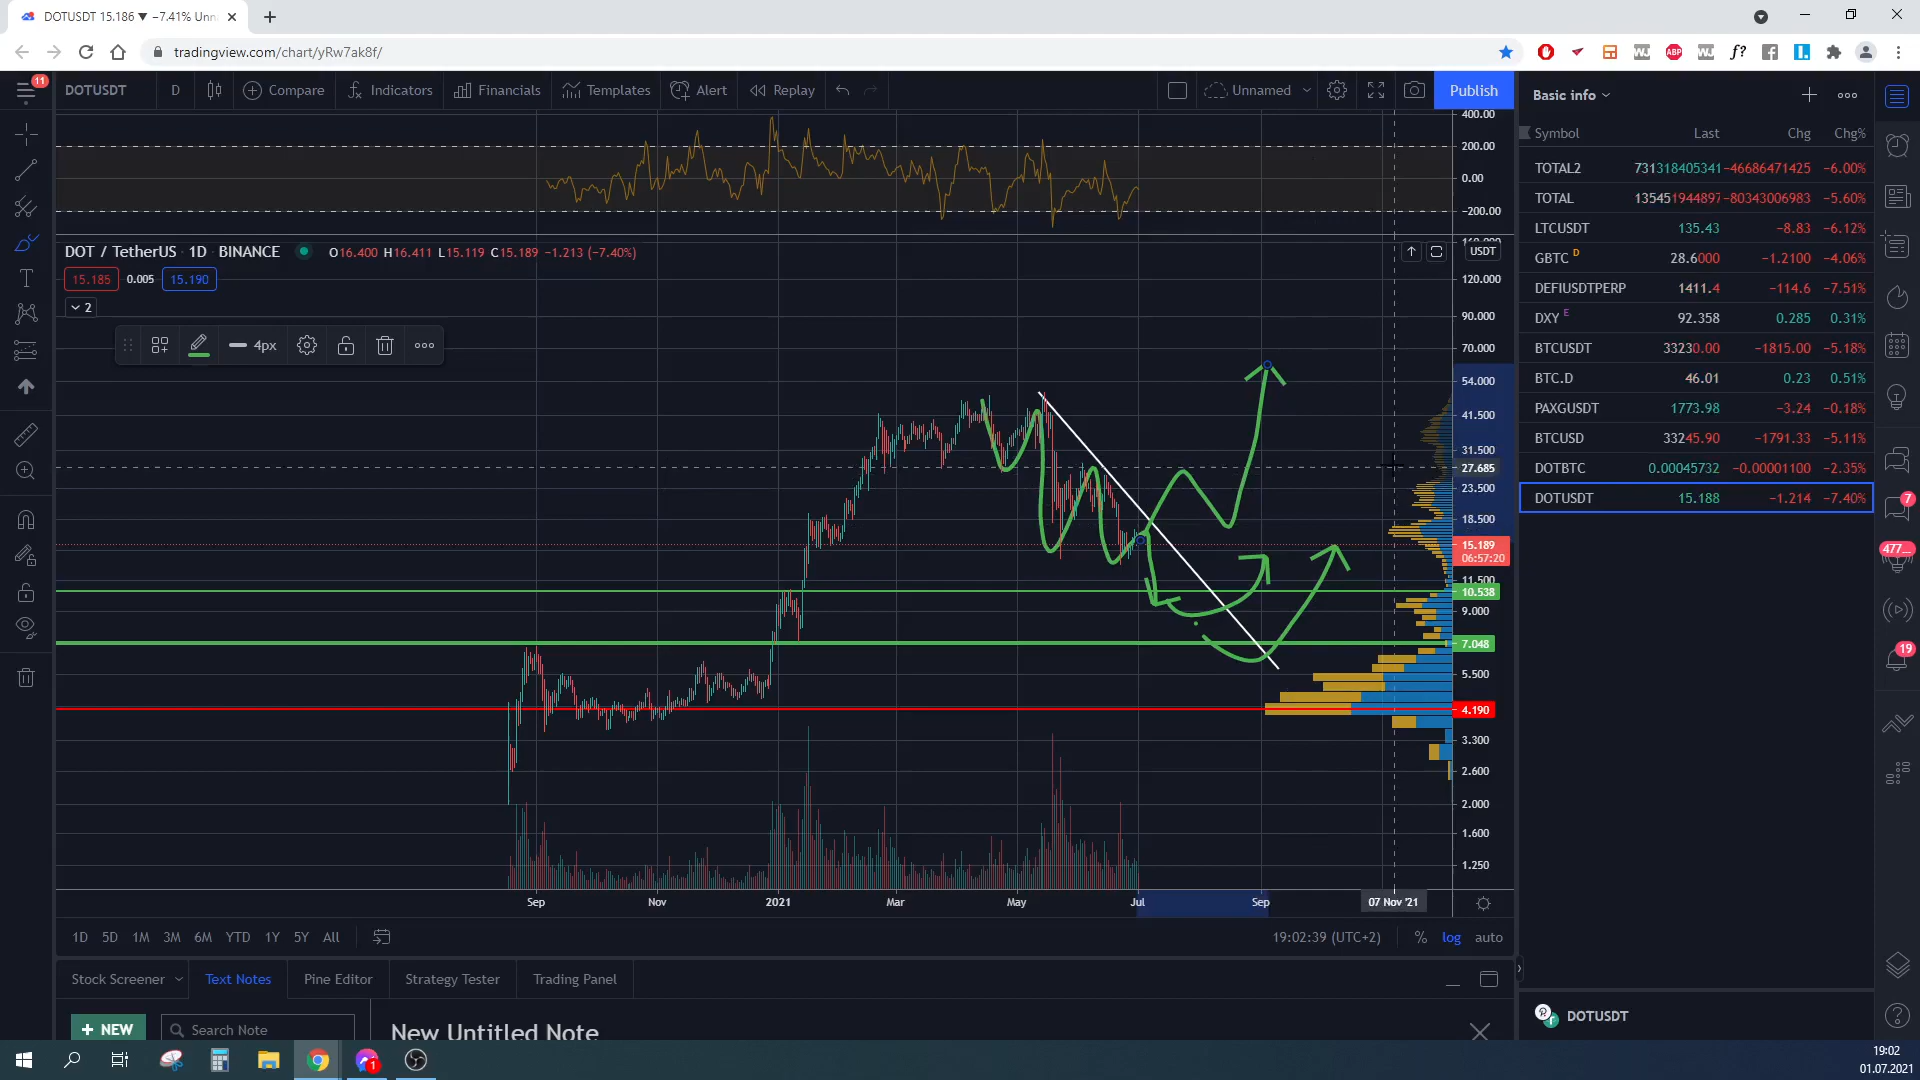 DOTUSDT 15.186 ▼ −7.41% Unn
tradingview.com/chart/yRw7ak8f/
11
DOTUSDT D Compare Indicators Financials Templates Alert Replay Unnamed Publish
400.00
200.00
0.00
-200.00
DOT / TetherUS 1D BINANCE O16.400 H16.411 L15.119 C15.189 −1.213 (−7.40%)
USDT
15.185 0.005 15.190
2
4px
120.000
90.000
70.000
54.000
41.500
31.500
27.685
23.500
18.500
15.189
06:57:20
11.500
10.538
9.000
7.048
5.500
4.190
3.300
2.600
2.000
1.600
1.250
Sep Nov 2021 Mar May Jul Sep 07 Nov '21
1D 5D 1M 3M 6M YTD 1Y 5Y All 19:02:39 (UTC+2) % log auto
Stock Screener Text Notes Pine Editor Strategy Tester Trading Panel
+ NEW Search Note New Untitled Note
Basic info
Symbol Last Chg Chg%
TOTAL2 731318405341 −46686471425 −6.00%
TOTAL 135451944897 −80343006983 −5.60%
LTCUSDT 135.43 −8.83 −6.12%
GBTC D 28.6000 −1.2100 −4.06%
DEFIUSDTPERP 1411.4 −114.6 −7.51%
DXY E 92.358 0.285 0.31%
BTCUSDT 33230.00 −1815.00 −5.18%
BTC.D 46.01 0.23 0.51%
PAXGUSDT 1773.98 −3.24 −0.18%
BTCUSD 33245.90 −1791.33 −5.11%
DOTBTC 0.00045732 −0.00001100 −2.35%
DOTUSDT 15.188 −1.214 −7.40%
7
477
19
DOTUSDT
1
19:02
01.07.2021